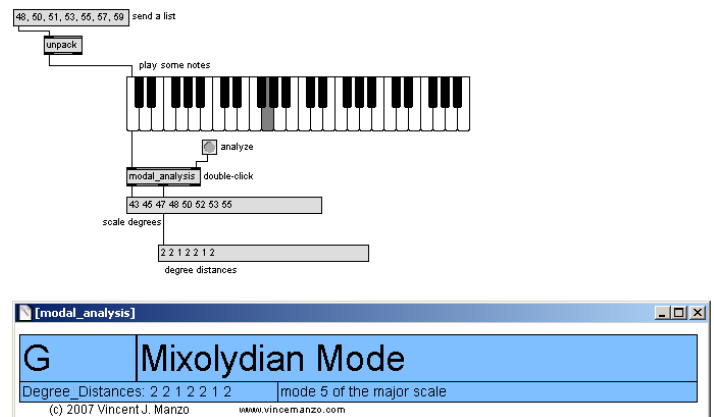 48, 50, 51, 53, 55, 57, 59 send a list
unpack
play some notes
analyze
modal_analysis double-click
43 45 47 48 50 52 53 55
scale degrees
2 2 1 2 2 1 2
degree distances
[modal_analysis]
G Mixolydian Mode
Degree_Distances: 2 2 1 2 2 1 2 mode 5 of the major scale
(c) 2007 Vincent J. Manzo www.vincemanzo.com